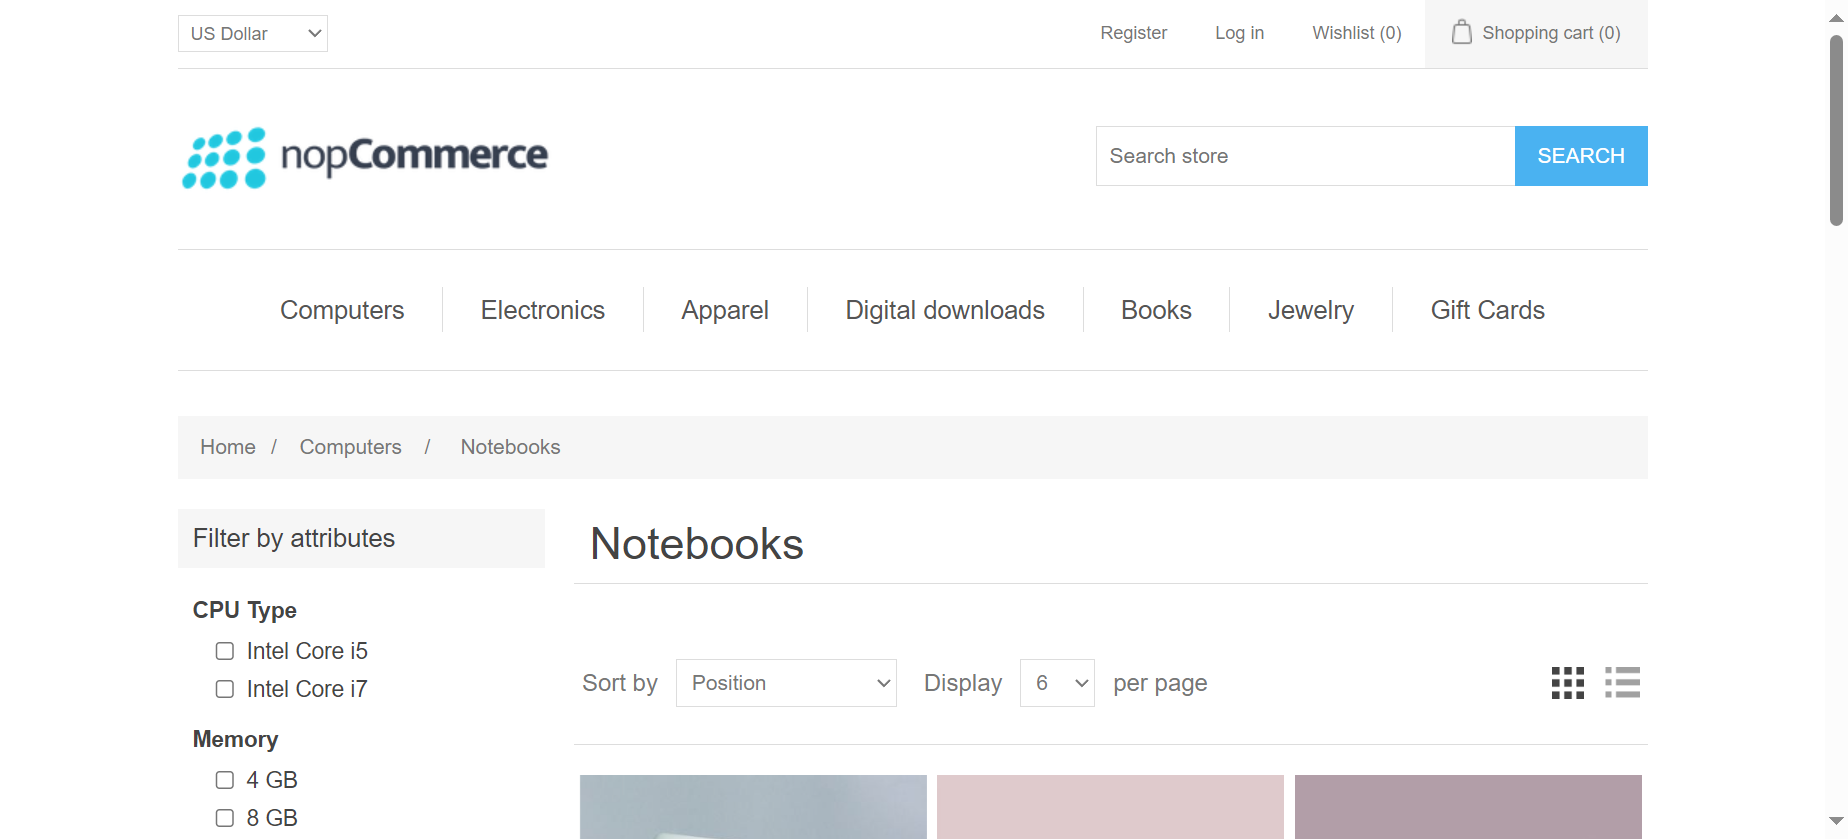 US Dollar
Register
Log in
Wishlist (0)
Shopping cart (0)
nopCommerce
Search store
SEARCH
Computers
Electronics
Apparel
Digital downloads
Books
Jewelry
Gift Cards
Home / Computers / Notebooks
Filter by attributes
CPU Type
Intel Core i5
Intel Core i7
Memory
4 GB
8 GB
Notebooks
Sort by Position Display 6 per page